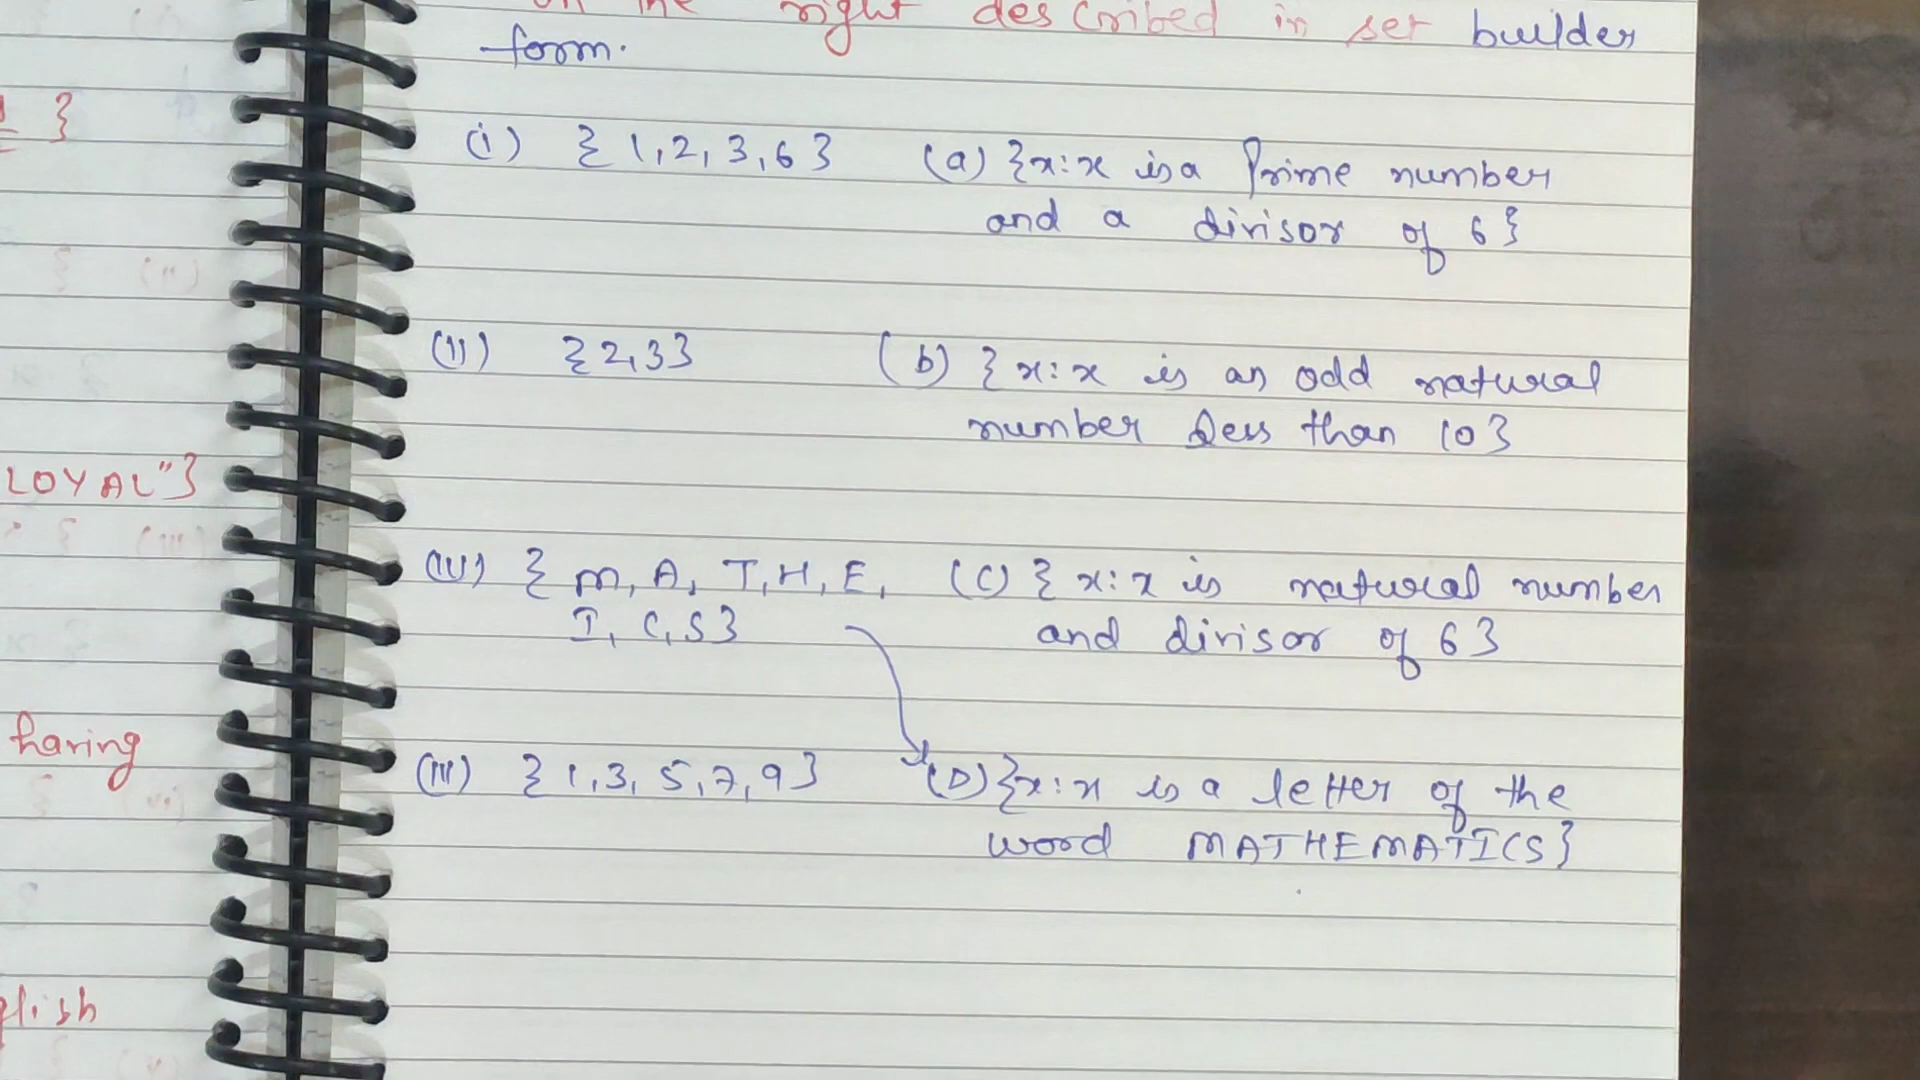 right described in set builder
form.
}
(i) { 1, 2, 3, 6 } (a) {x: x is a Prime number
and a divisor of 6 }
(ii) { 2, 3 } (b) { x: x is an odd natural
number less than 10 }
LOYAL" }
(iv) { M, A, T, H, E, (C) { x: x is natural number
I, C, S } and divisor of 6 }
having
(iii) { 1, 3, 5, 7, 9 } (D) {x: x is a letter of the
word MATHEMATICS }